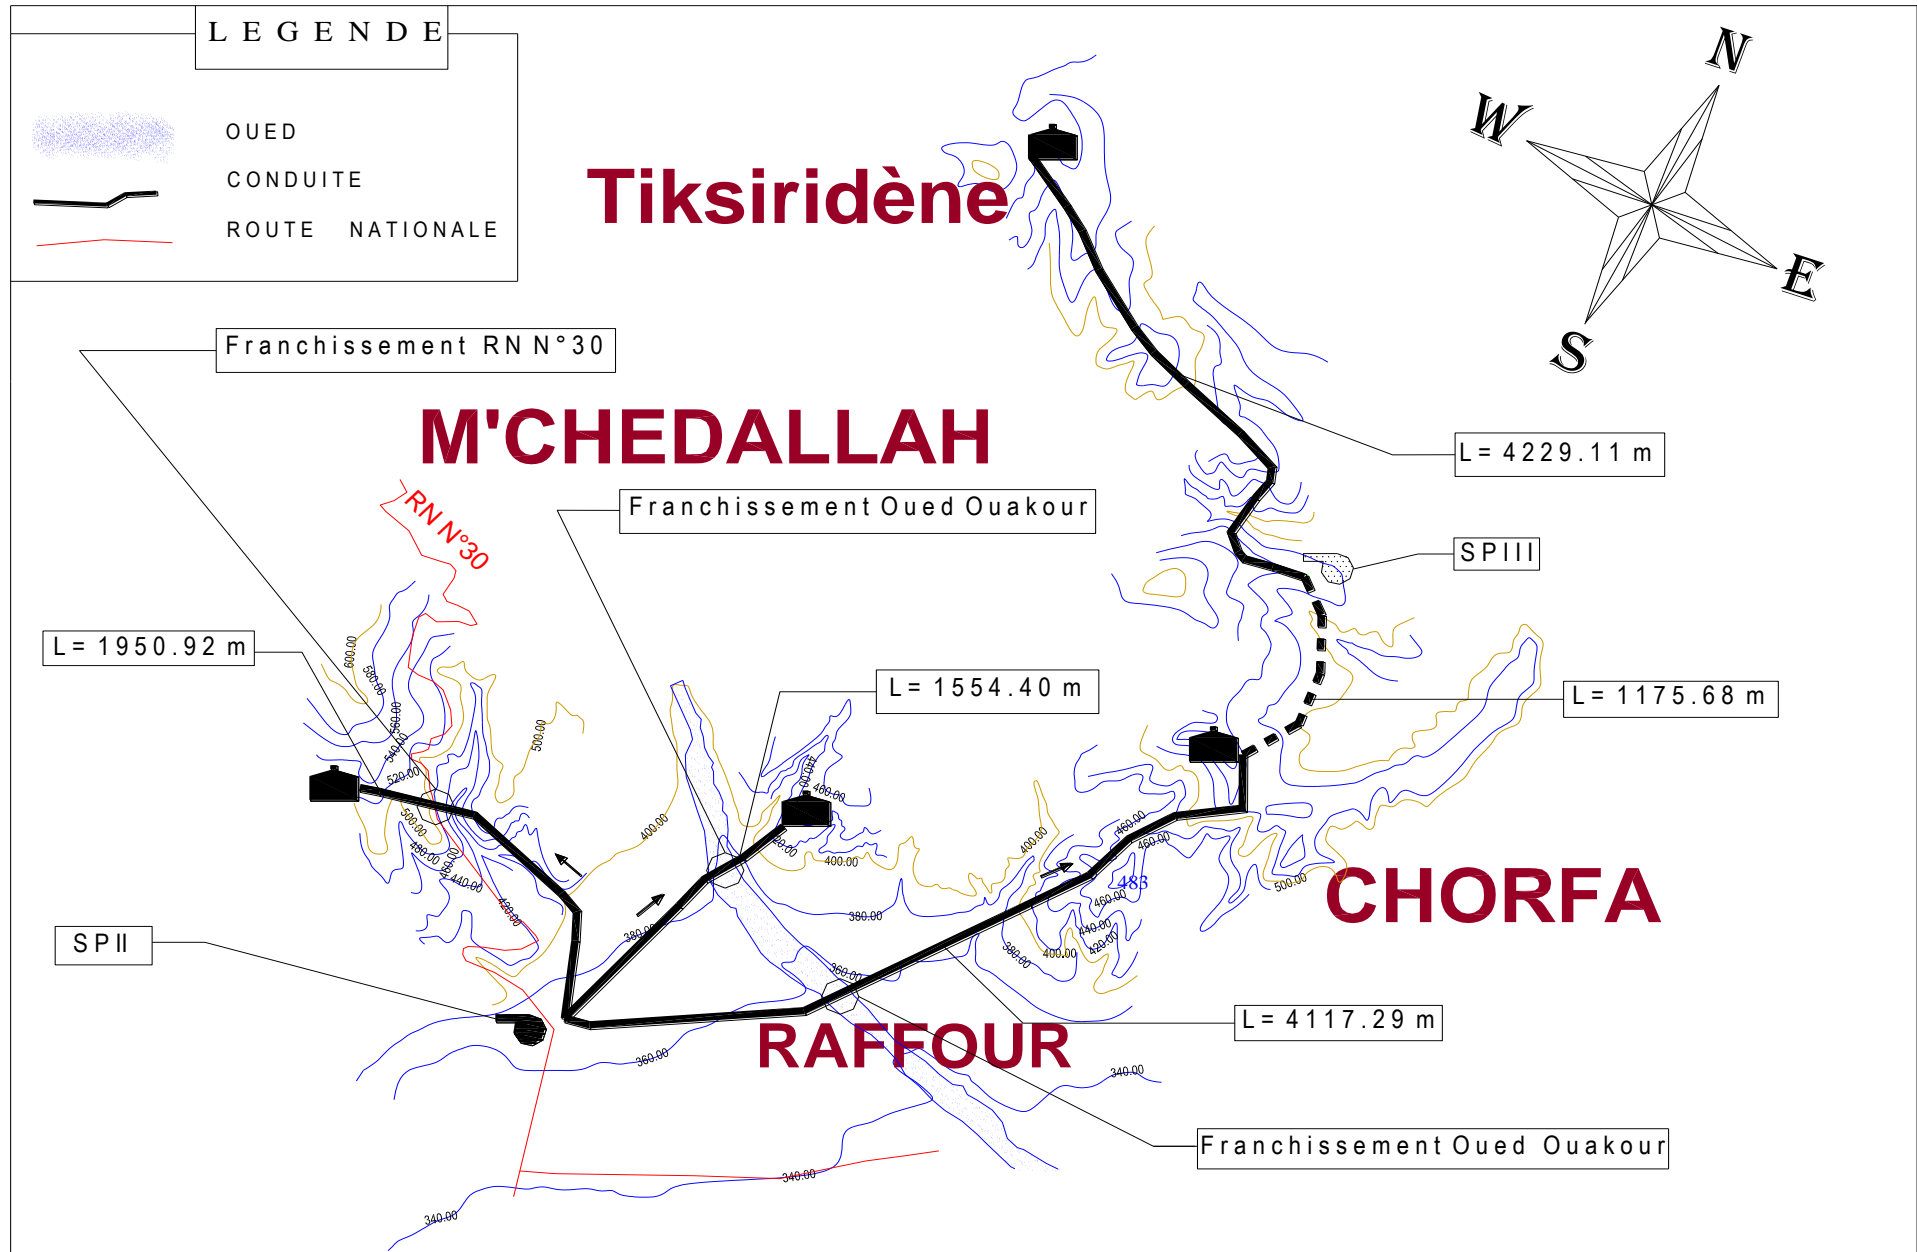 LEGENDE
OUED
CONDUITE
ROUTE NATIONALE
N
W
E
S
Tiksiridène
Franchissement RN N°30
M'CHEDALLAH
L= 4229.11 m
Franchissement Oued Ouakour
RN N°30
SPIII
L= 1950.92 m
L= 1554.40 m
L= 1175.68 m
600.00
580.00
560.00
540.00
520.00
500.00
500.00
480.00
460.00
440.00
420.00
400.00
440.00
460.00
400.00
380.00
380.00
400.00
460.00
460.00
483
460.00
440.00
420.00
400.00
380.00
500.00
CHORFA
SPII
360.00
L= 4117.29 m
RAFFOUR
360.00
340.00
Franchissement Oued Ouakour
340.00
340.00